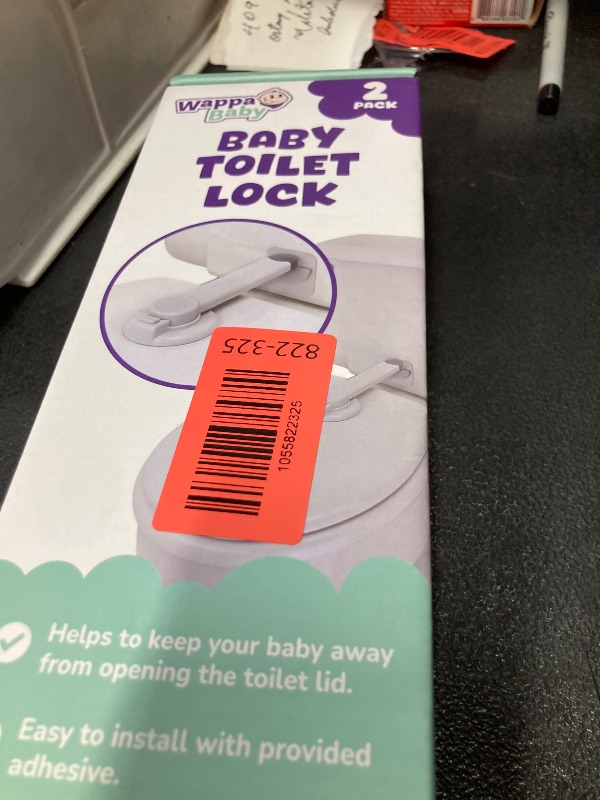 409
Wappa
Baby
2
PACK
BABY
TOILET
LOCK
822-325
1055822325
Helps to keep your baby away
from opening the toilet lid.
Easy to install with provided
adhesive.